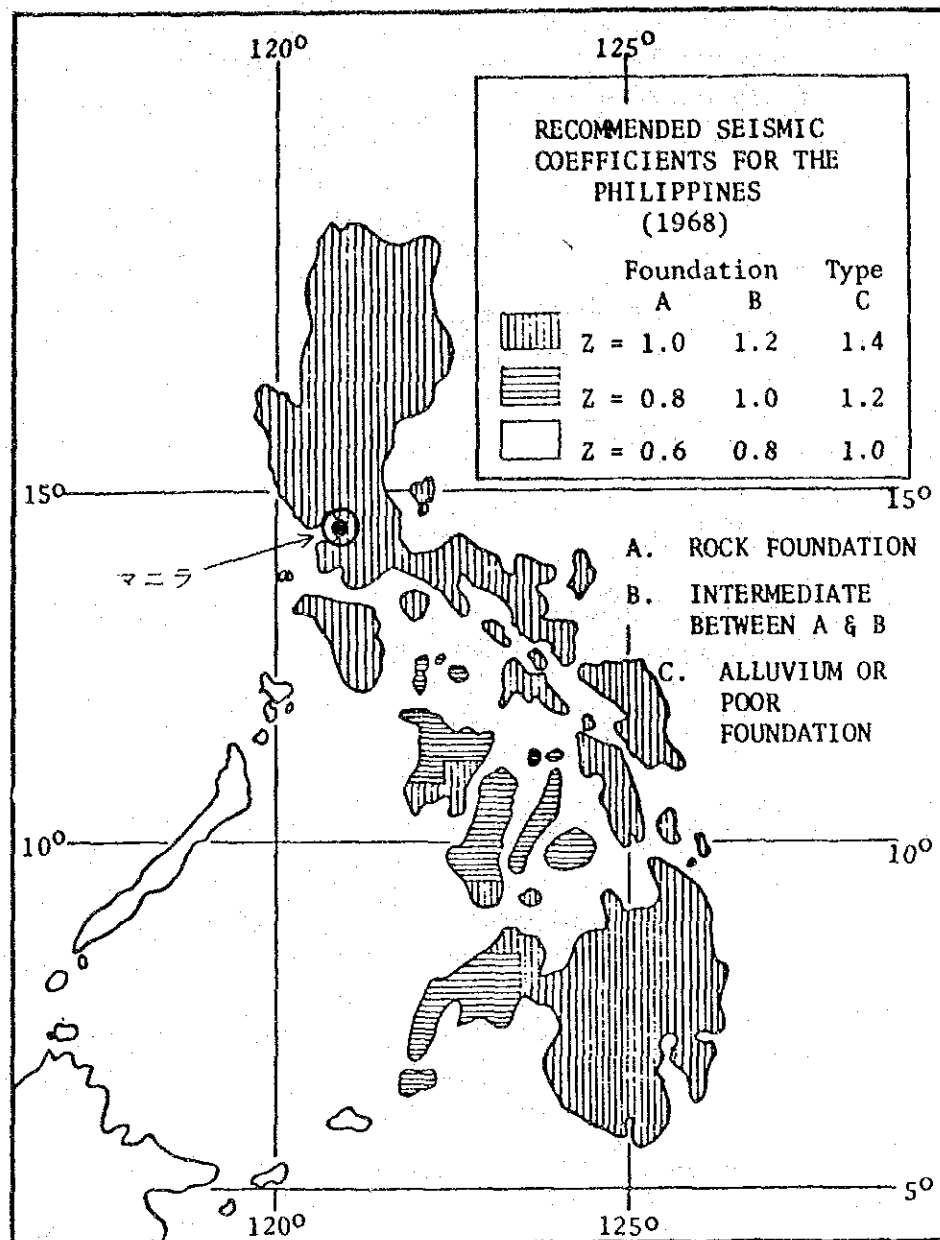 120° 125°
RECOMMENDED SEISMIC
COEFFICIENTS FOR THE
PHILIPPINES
(1968)
Foundation Type
A B C
Z = 1.0 1.2 1.4
Z = 0.8 1.0 1.2
Z = 0.6 0.8 1.0
15° 15°
マニラ
A. ROCK FOUNDATION
B. INTERMEDIATE
BETWEEN A & B
C. ALLUVIUM OR
POOR
FOUNDATION
10° 10°
5°
120° 125°